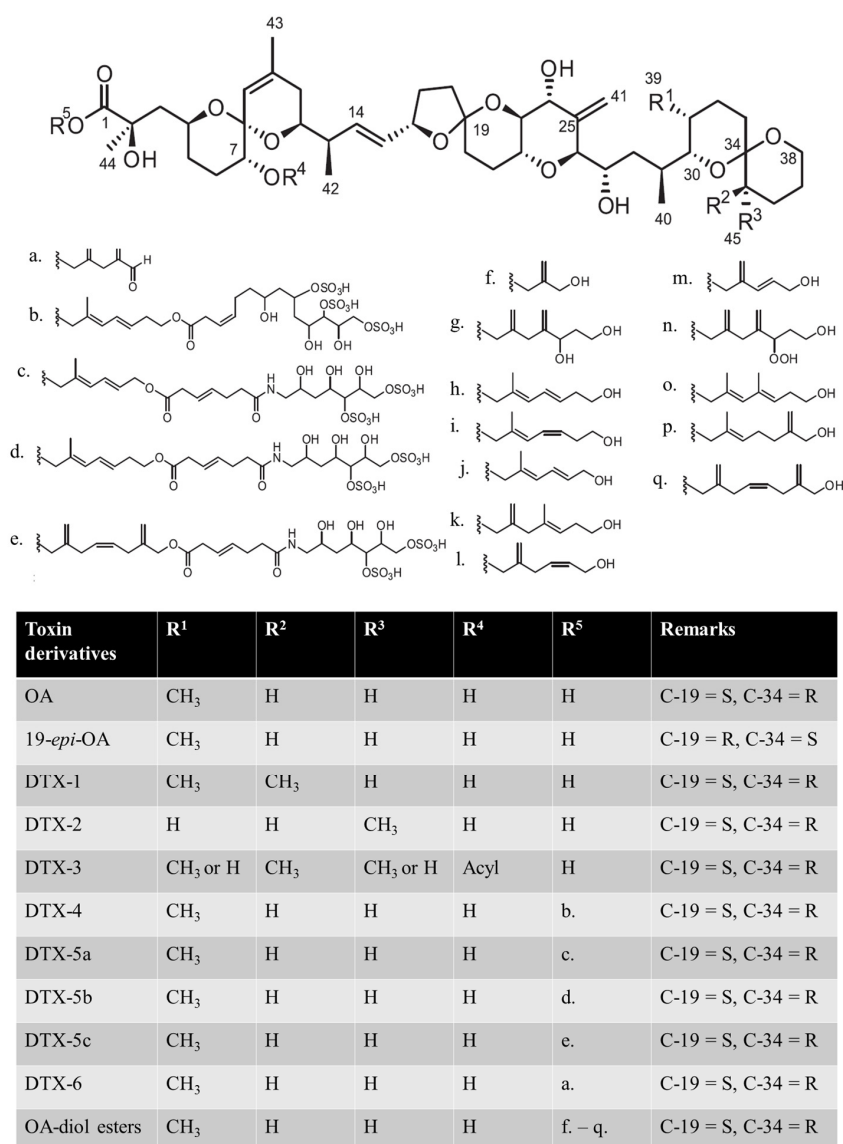 43
O
R⁵O
1
44
OH
O
O
7
OR⁴
14
42
O
19
O
OH
25
41
O
OH
39
R¹
30
O
40
34
O
38
R²
R³
45
a.
H
O
b.
O
O
OH
OSO₃H
OSO₃H
OH
OH
OSO₃H
c.
O
O
O
N
H
OH
OH
OH
OSO₃H
OSO₃H
d.
O
O
O
N
H
OH
OH
OH
OSO₃H
OSO₃H
e.
O
O
O
N
H
OH
OH
OH
OSO₃H
OSO₃H
f.
OH
g.
OH
OH
h.
OH
i.
OH
j.
OH
k.
OH
l.
OH
m.
OH
n.
OOH
OH
o.
OH
p.
OH
q.
OH
Toxin derivatives R¹ R² R³ R⁴ R⁵ Remarks
OA CH₃ H H H H C-19 = S, C-34 = R
19-epi-OA CH₃ H H H H C-19 = R, C-34 = S
DTX-1 CH₃ CH₃ H H H C-19 = S, C-34 = R
DTX-2 H H CH₃ H H C-19 = S, C-34 = R
DTX-3 CH₃ or H CH₃ CH₃ or H Acyl H C-19 = S, C-34 = R
DTX-4 CH₃ H H H b. C-19 = S, C-34 = R
DTX-5a CH₃ H H H c. C-19 = S, C-34 = R
DTX-5b CH₃ H H H d. C-19 = S, C-34 = R
DTX-5c CH₃ H H H e. C-19 = S, C-34 = R
DTX-6 CH₃ H H H a. C-19 = S, C-34 = R
OA-diol esters CH₃ H H H f. – q. C-19 = S, C-34 = R